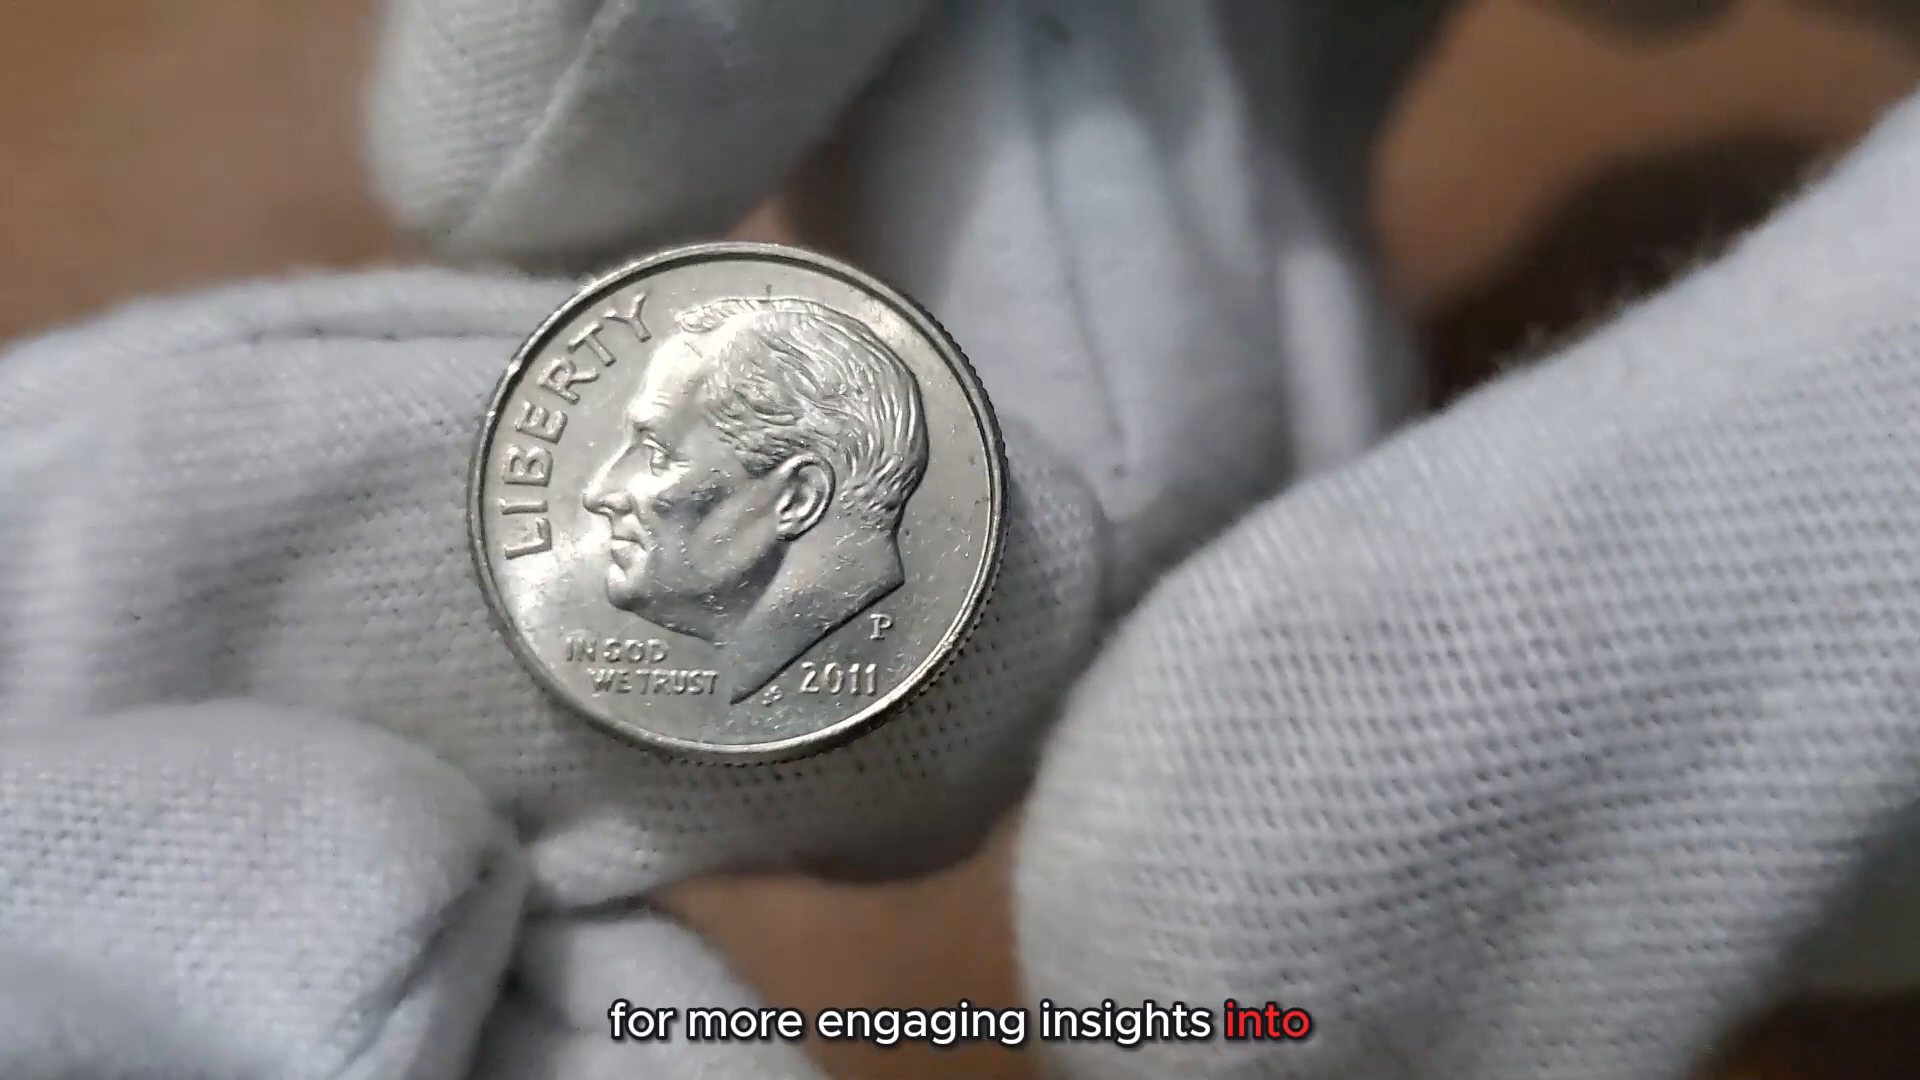 LIBERTY
IN GOD
WE TRUST
P
2011
for more engaging insights into